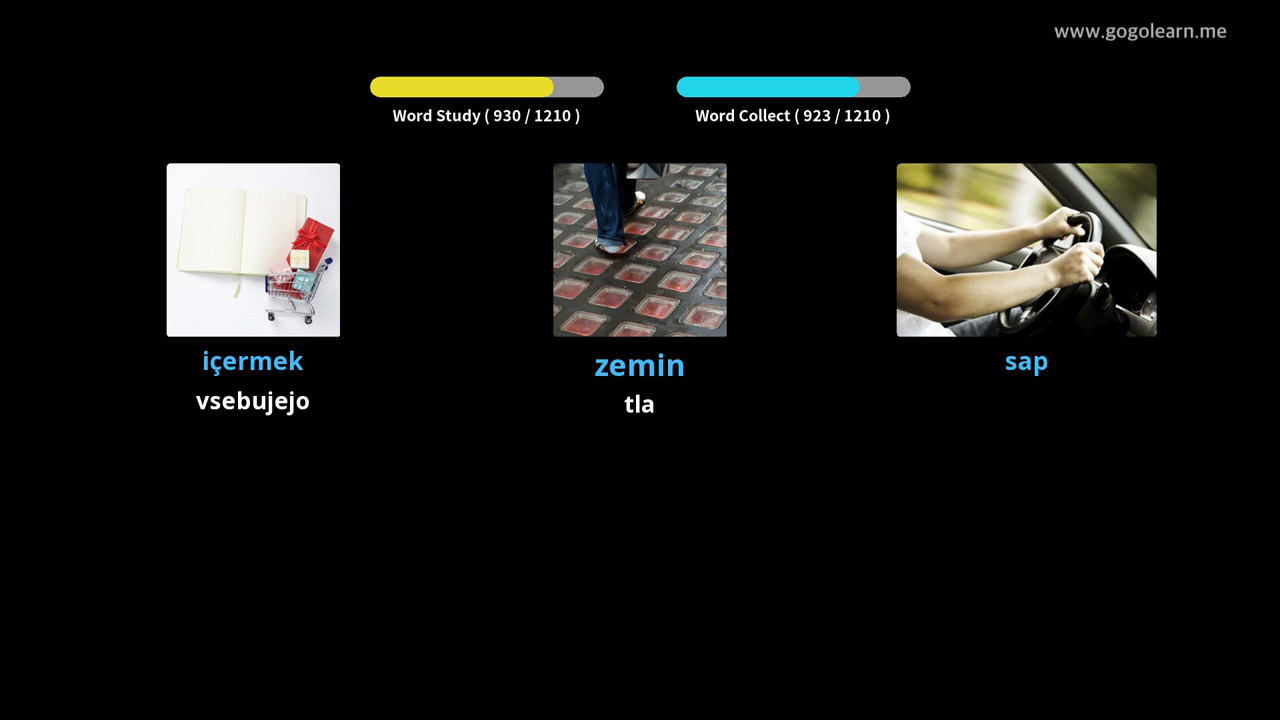 www.gogolearn.me
Word Study ( 930 / 1210 )
Word Collect ( 923 / 1210 )
içermek
vsebujejo
zemin
tla
sap